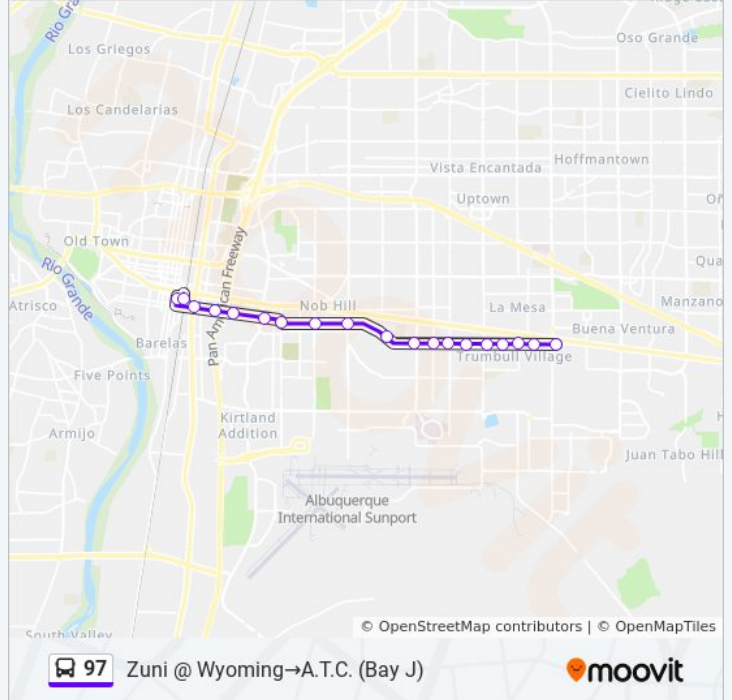 Rio Gra
Oso Grande
Los Griegos
Cielito Lindo
Los Candelarias
Hoffmantown
Vista Encantada
Uptown
Old Town
Pan American Freeway
Rio Grande
Atrisco
Nob Hill
La Mesa
Manzano
Buena Ventura
Barelas
Trumbull Village
Five Points
Kirtland
Addition
Armijo
Juan Tabo Hill
Albuquerque
International Sunport
© OpenStreetMap contributors | © OpenMapTiles
South Valley
97 Zuni @ Wyoming→A.T.C. (Bay J) moovit